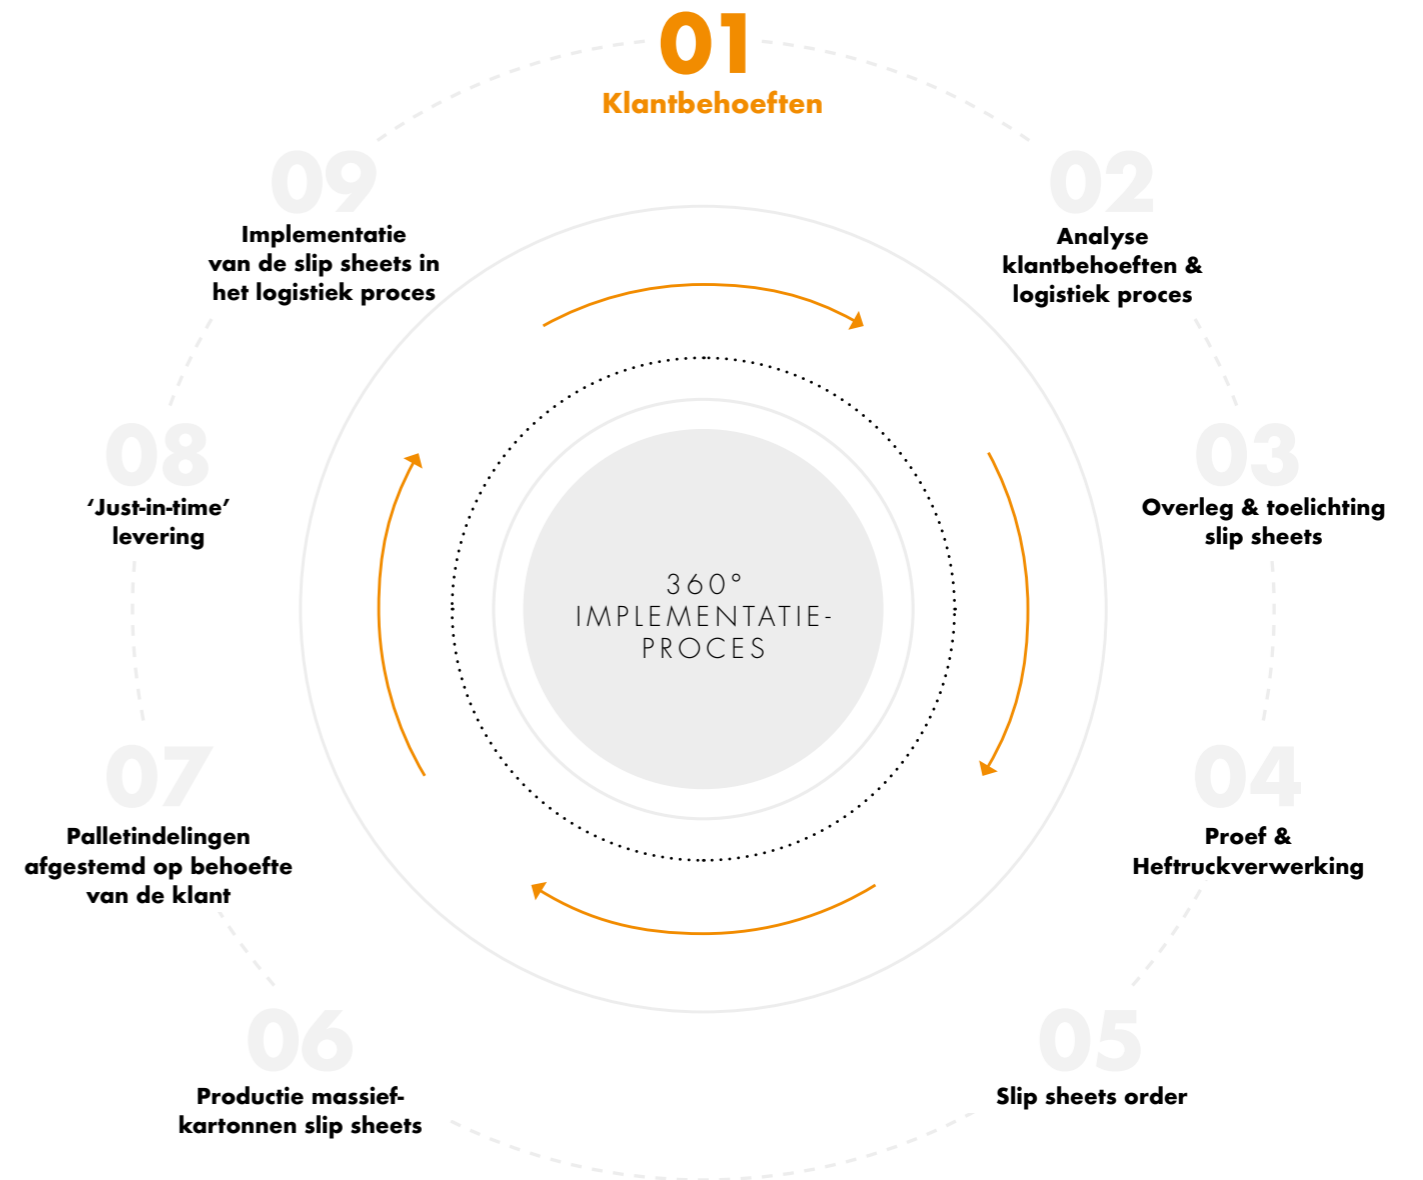 01
Klantbehoeften
02
Analyse
klantbehoeften &
logistiek proces
03
Overleg & toelichting
slip sheets
04
Proef &
Heftruckverwerking
05
Slip sheets order
06
Productie massief-
kartonnen slip sheets
07
Palletindelingen
afgestemd op behoefte
van de klant
08
‘Just-in-time’
levering
09
Implementatie
van de slip sheets in
het logistiek proces
360°
IMPLEMENTATIE-
PROCES